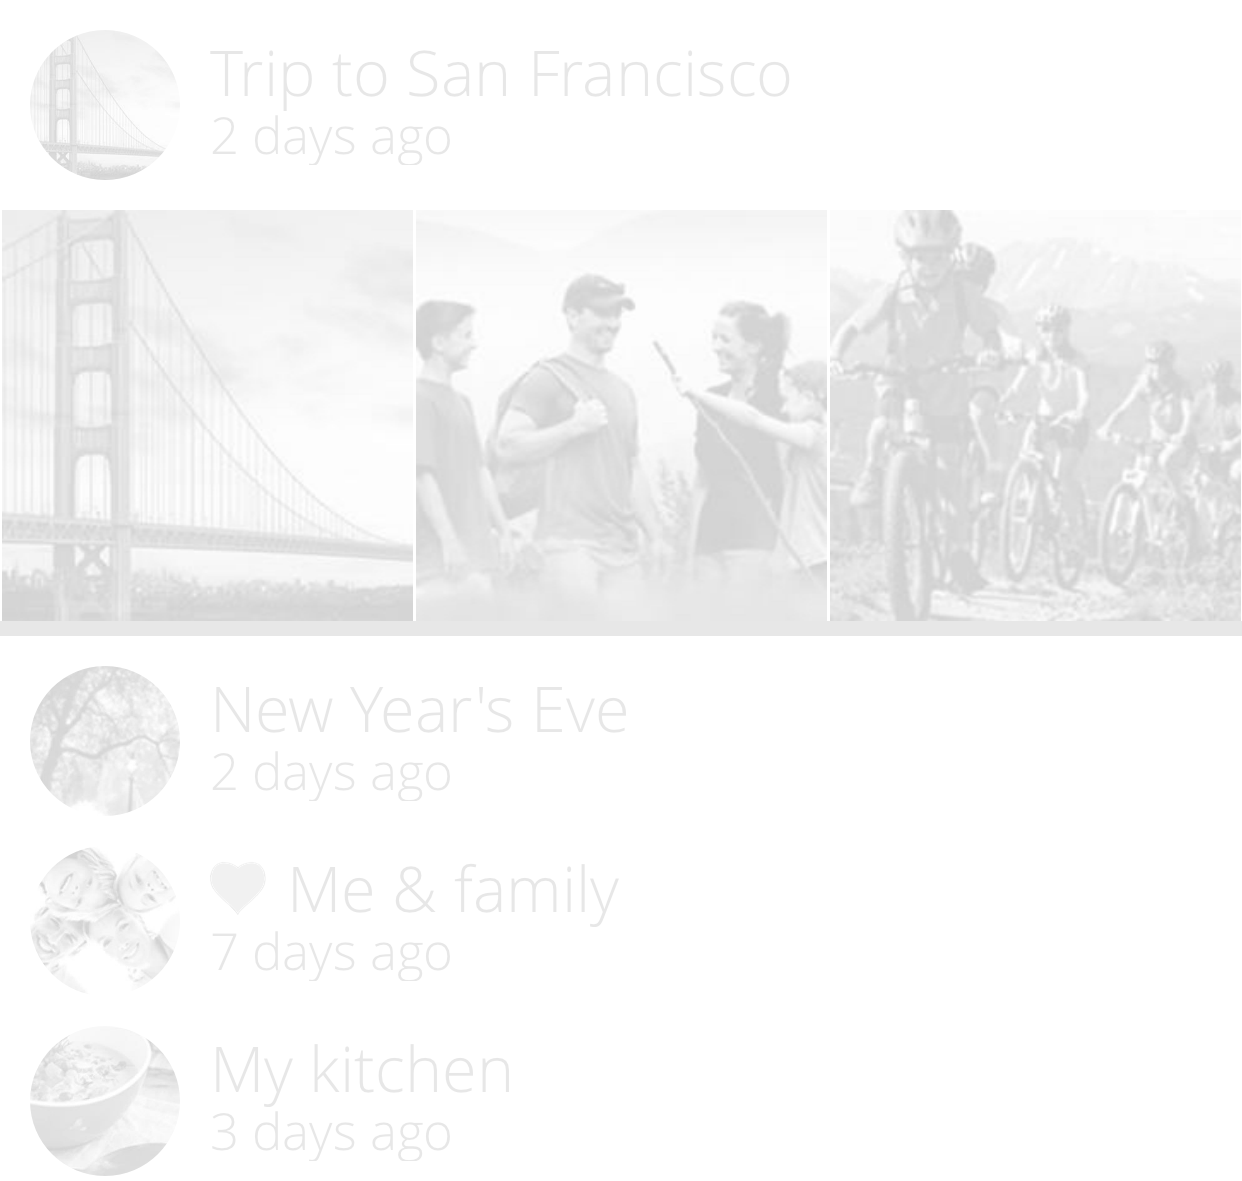 Trip to San Francisco
2 days ago
New Year's Eve
2 days ago
Me & family
7 days ago
My kitchen
3 days ago